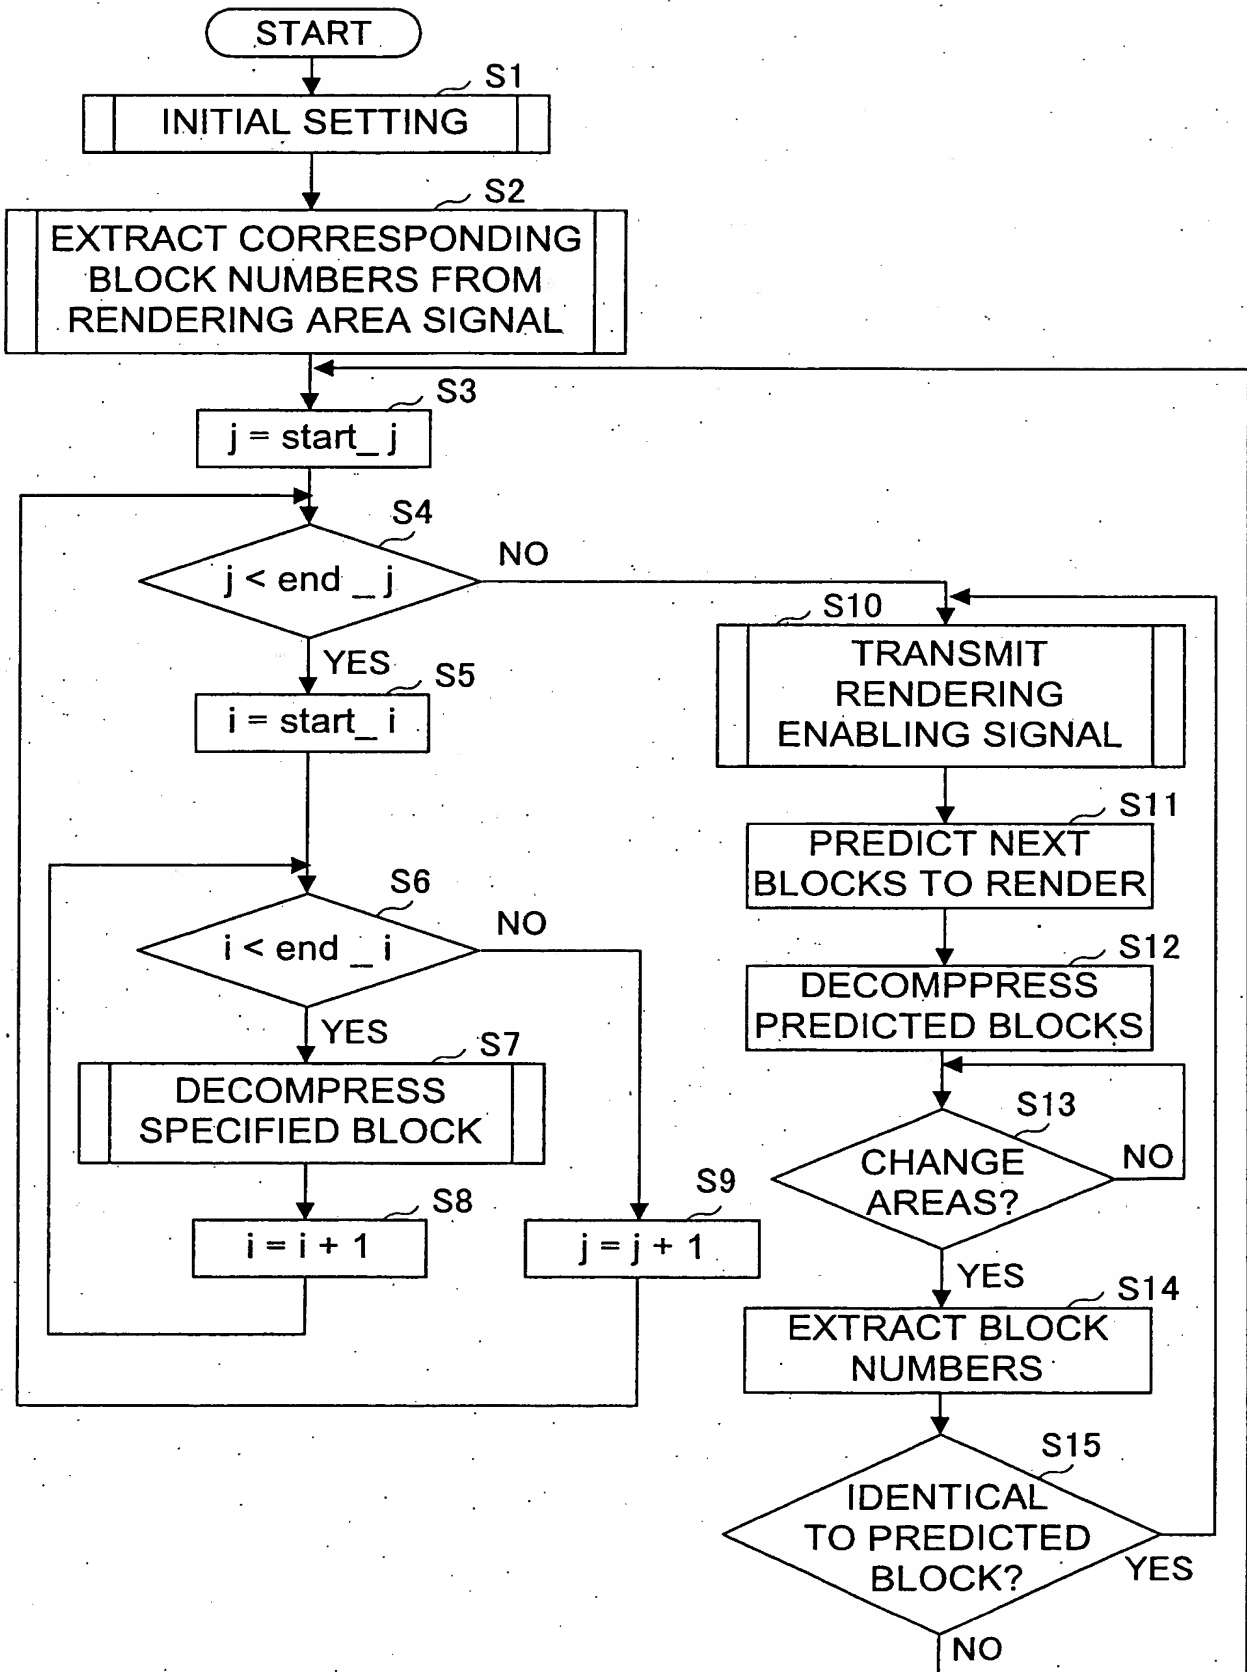 START
S1
INITIAL SETTING
S2
EXTRACT CORRESPONDING
BLOCK NUMBERS FROM
RENDERING AREA SIGNAL
S3
j = start_ j
S4
j < end _ j
NO
YES
S5
i = start_ i
S6
i < end _ i
NO
YES
S7
DECOMPRESS
SPECIFIED BLOCK
S8
i = i + 1
S9
j = j + 1
S10
TRANSMIT
RENDERING
ENABLING SIGNAL
S11
PREDICT NEXT
BLOCKS TO RENDER
S12
DECOMPPRESS
PREDICTED BLOCKS
S13
CHANGE
AREAS?
NO
YES
S14
EXTRACT BLOCK
NUMBERS
S15
IDENTICAL
TO PREDICTED
BLOCK?
YES
NO